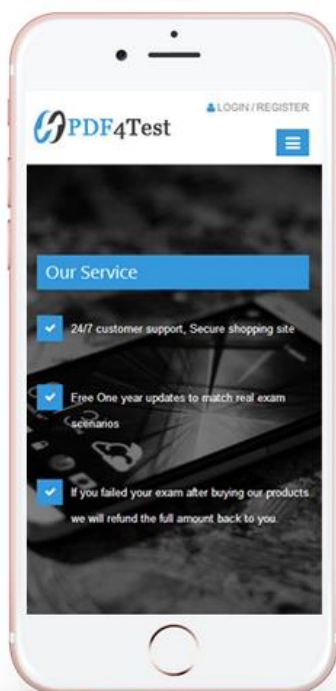 LOGIN / REGISTER
PDF4Test
Our Service
24/7 customer support, Secure shopping site
Free One year updates to match real exam
scenarios
If you failed your exam after buying our products
we will refund the full amount back to you.